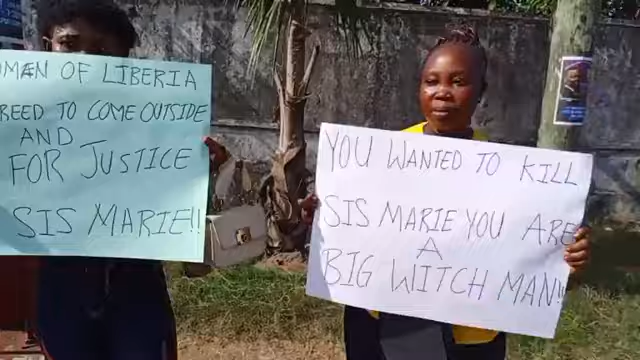 OMEN OF LIBERIA
REED TO COME OUTSIDE
AND
FOR JUSTICE
SIS MARIE!!
YOU WANTED TO KILL
SIS MARIE YOU ARE
A
BIG WITCH MAN!!